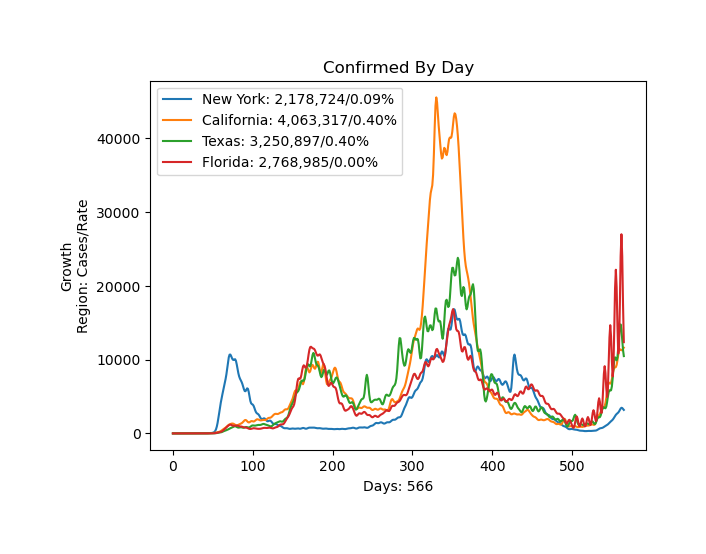 Confirmed By Day
New York: 2,178,724/0.09%
California: 4,063,317/0.40%
Texas: 3,250,897/0.40%
Florida: 2,768,985/0.00%
40000
30000
20000
10000
0
Growth
Region: Cases/Rate
0 100 200 300 400 500
Days: 566